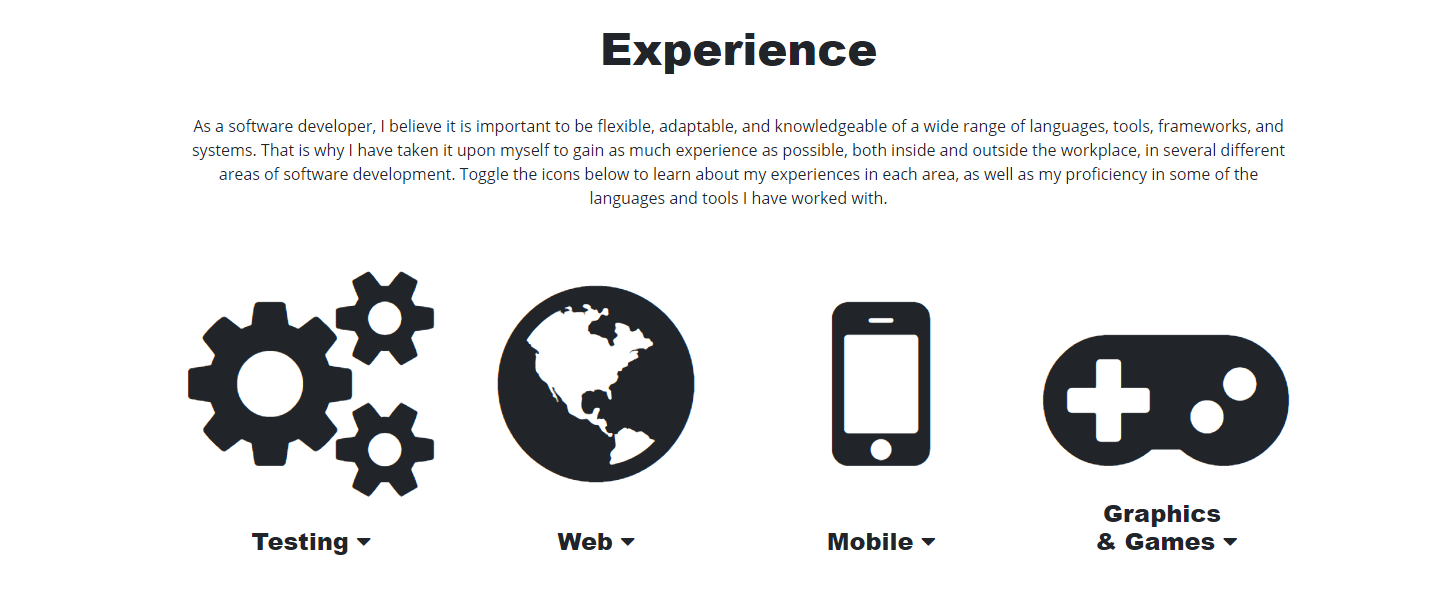 Experience
As a software developer, I believe it is important to be flexible, adaptable, and knowledgeable of a wide range of languages, tools, frameworks, and
systems. That is why I have taken it upon myself to gain as much experience as possible, both inside and outside the workplace, in several different
areas of software development. Toggle the icons below to learn about my experiences in each area, as well as my proficiency in some of the
languages and tools I have worked with.
Testing
Web
Mobile
Graphics
& Games